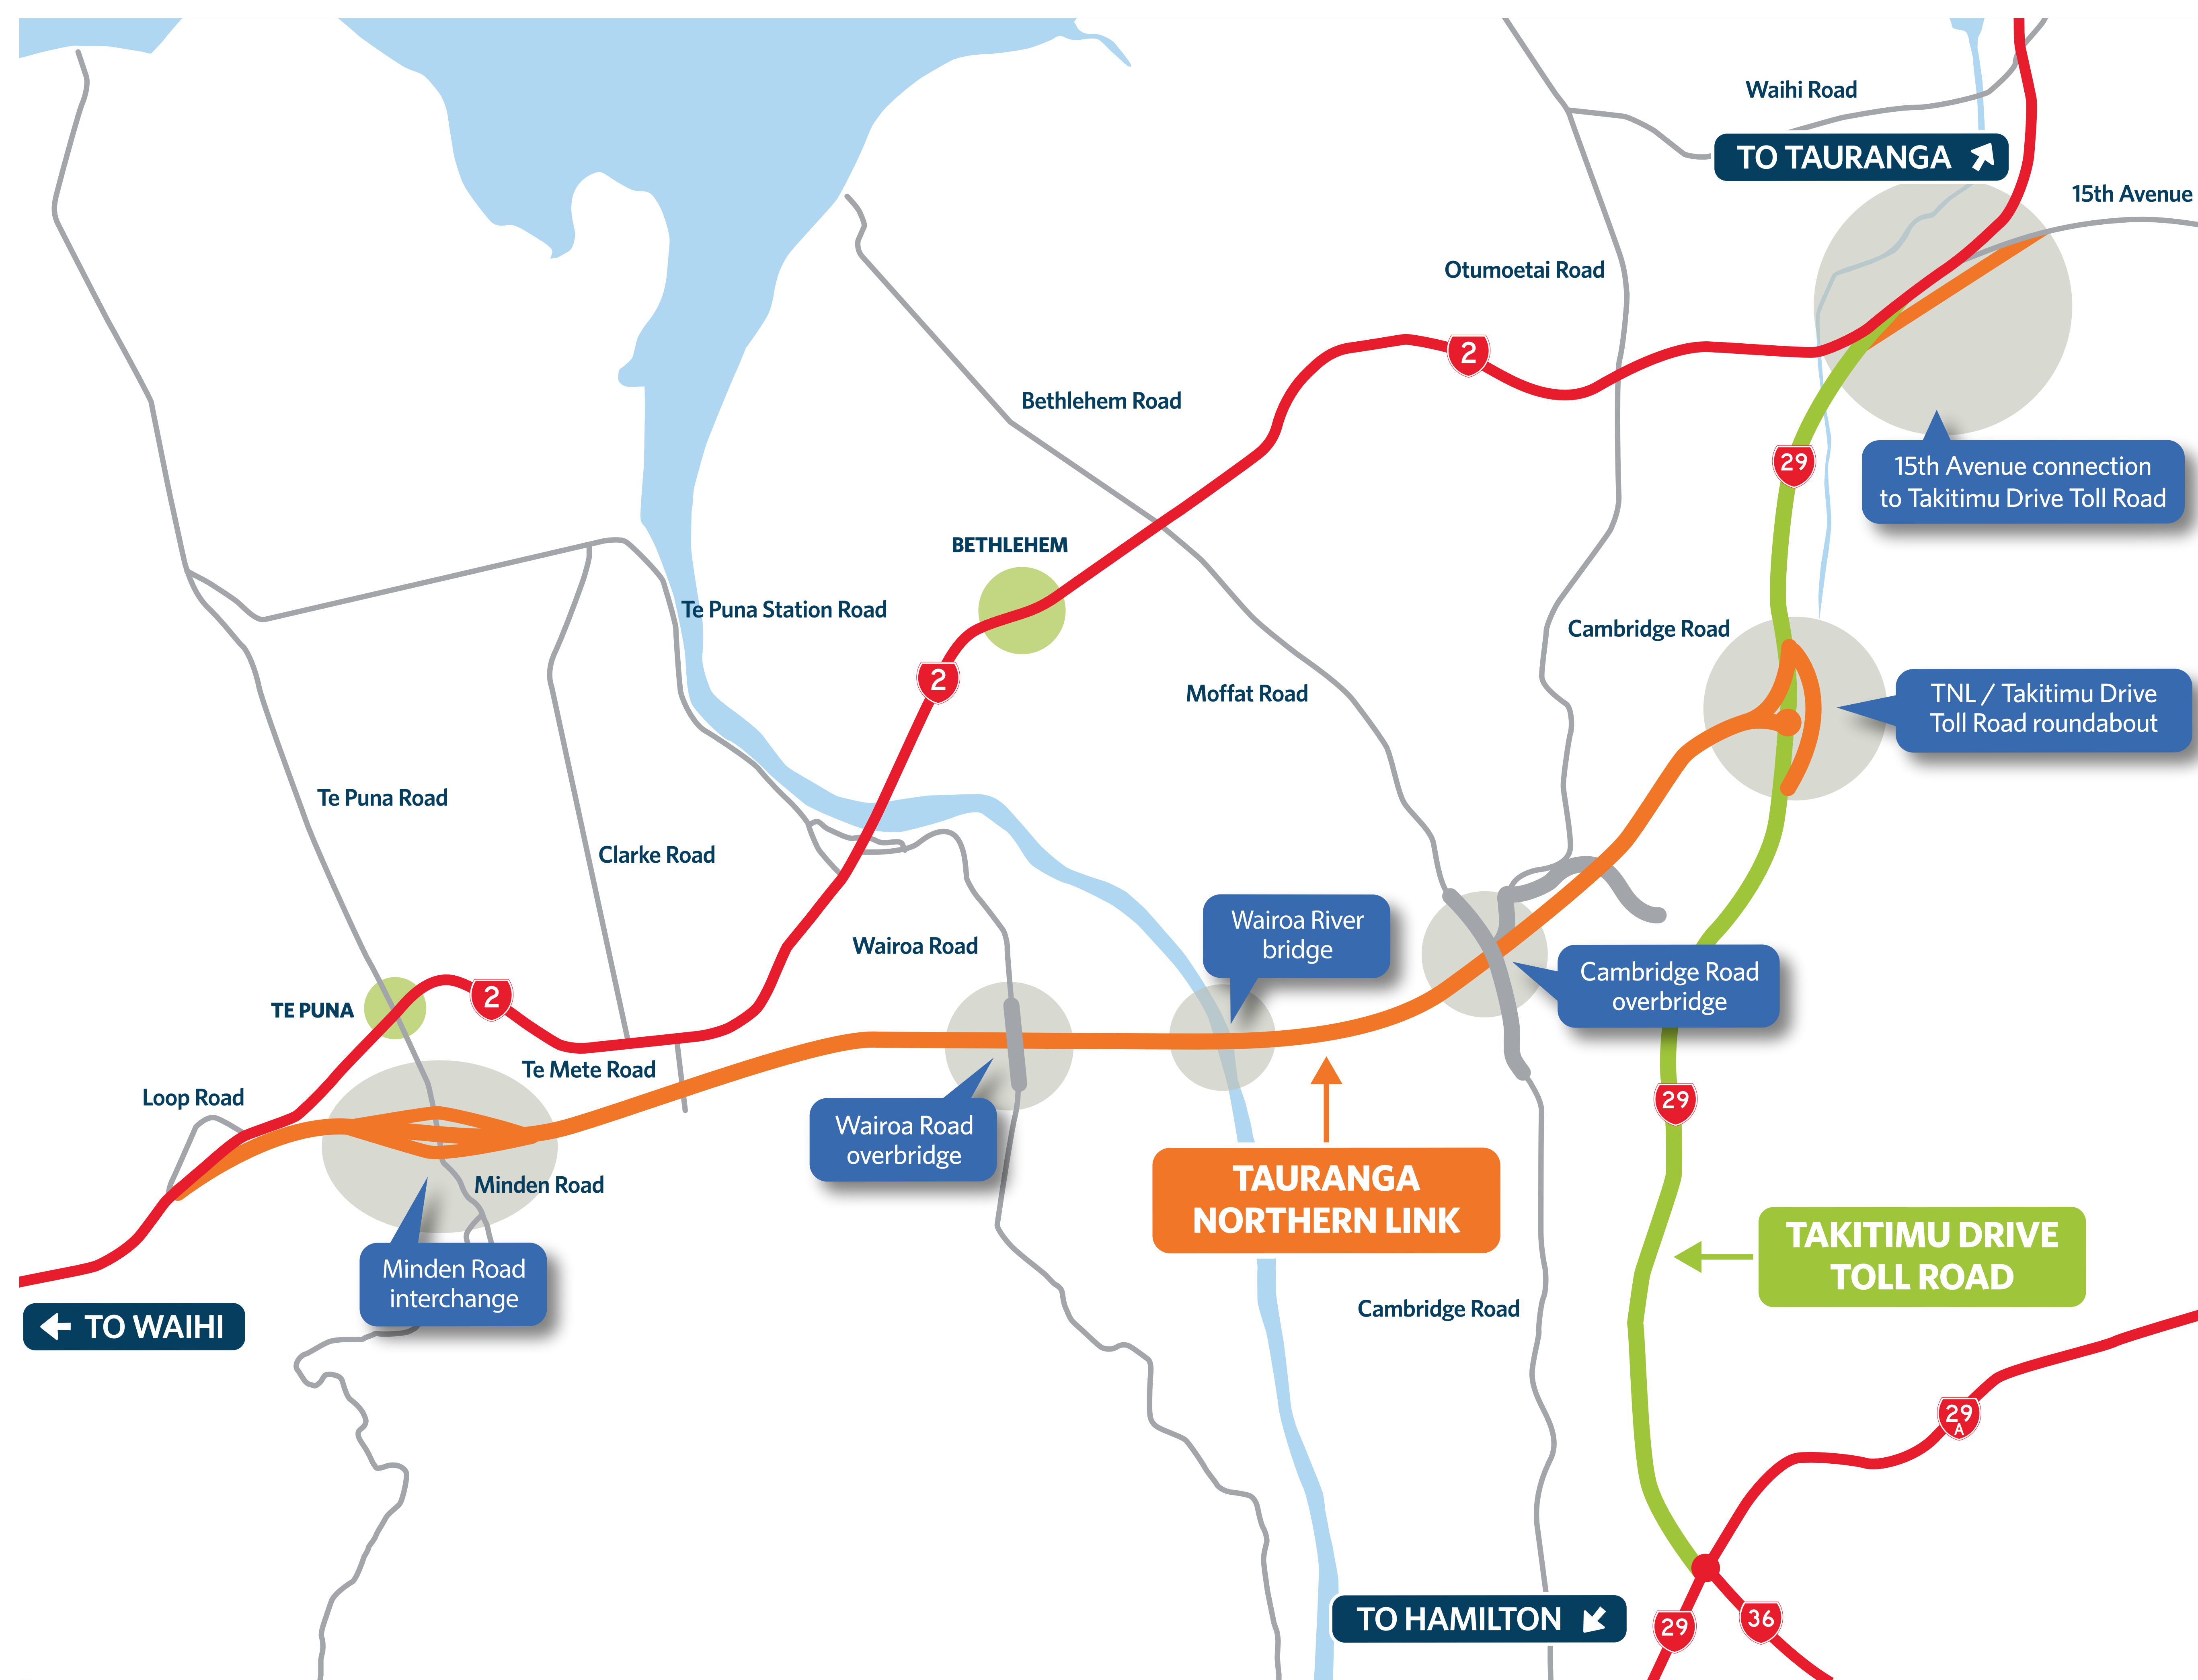 Waihi Road
TO TAURANGA
15th Avenue
Otumoetai Road
2
Bethlehem Road
29
15th Avenue connection
to Takitimu Drive Toll Road
BETHLEHEM
Te Puna Station Road
Cambridge Road
2
Moffat Road
TNL / Takitimu Drive
Toll Road roundabout
Te Puna Road
Clarke Road
Wairoa Road
Wairoa River
bridge
Cambridge Road
overbridge
TE PUNA
2
Te Mete Road
Loop Road
29
Wairoa Road
overbridge
Minden Road
TAURANGA
NORTHERN LINK
TAKITIMU DRIVE
TOLL ROAD
Minden Road
interchange
Cambridge Road
TO WAIHI
29
A
TO HAMILTON
29
36